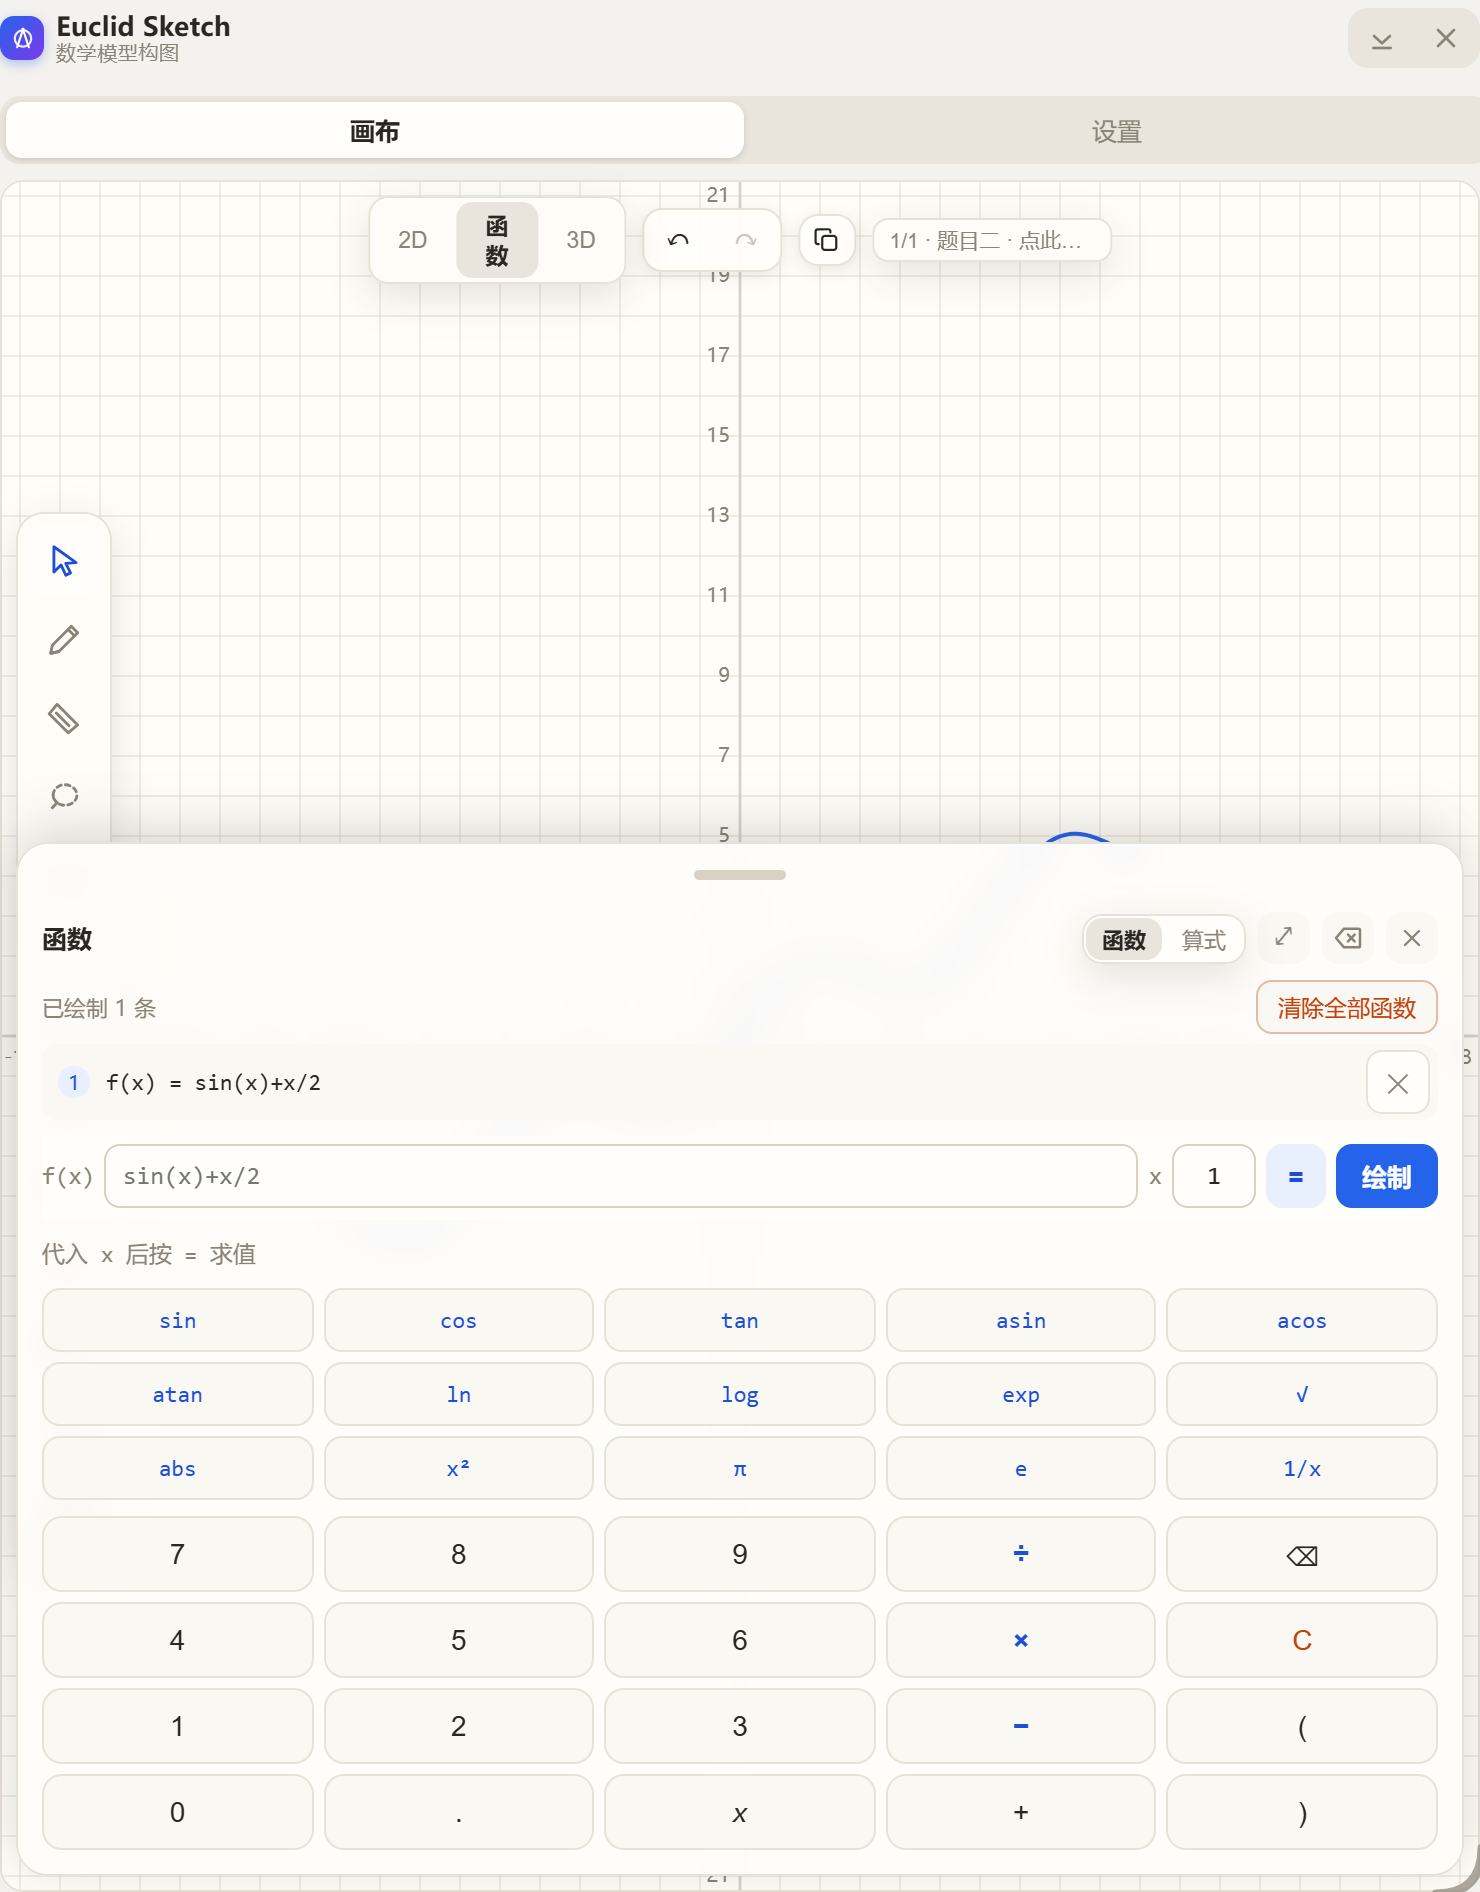 Euclid Sketch
数学模型构图
画布
设置
2D
函数
3D
1/1 · 题目二 · 点此...
21
19
17
15
13
11
9
7
5
函数
函数
算式
已绘制 1 条
清除全部函数
1 f(x) = sin(x)+x/2
f(x) sin(x)+x/2 x 1 = 绘制
代入 x 后按 = 求值
sin cos tan asin acos
atan ln log exp √
abs x² π e 1/x
7 8 9 ÷ ⌫
4 5 6 × C
1 2 3 − (
0 . x + )